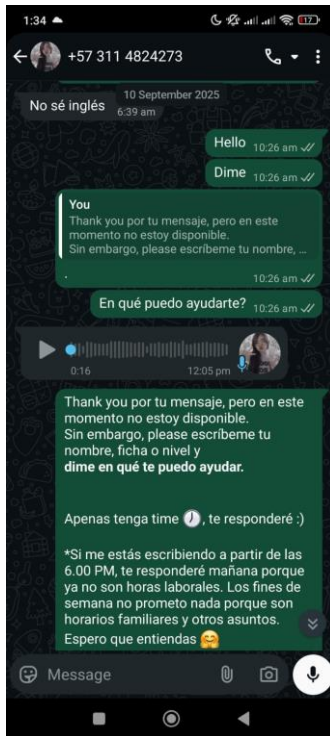 1:34
17
+57 311 4824273
10 September 2025
No sé inglés 6:39 am
Hello 10:26 am
Dime 10:26 am
You
Thank you por tu mensaje, pero en este
momento no estoy disponible.
Sin embargo, please escríbeme tu nombre, ...
.
10:26 am
En qué puedo ayudarte? 10:26 am
0:16 12:05 pm
Thank you por tu mensaje, pero en este
momento no estoy disponible.
Sin embargo, please escríbeme tu
nombre, ficha o nivel y
dime en qué te puedo ayudar.
Apenas tenga time 🕖, te responderé :)
*Si me estás escribiendo a partir de las
6.00 PM, te responderé mañana porque
ya no son horas laborales. Los fines de
semana no prometo nada porque son
horarios familiares y otros asuntos.
Espero que entiendas 🤗
Message